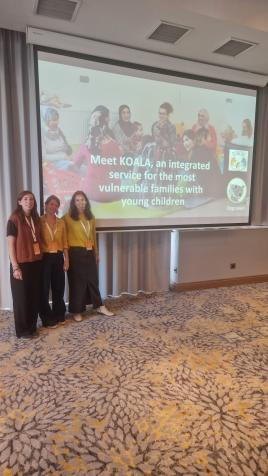 Meet KOALA, an integrated
service for the most
vulnerable families with
young children